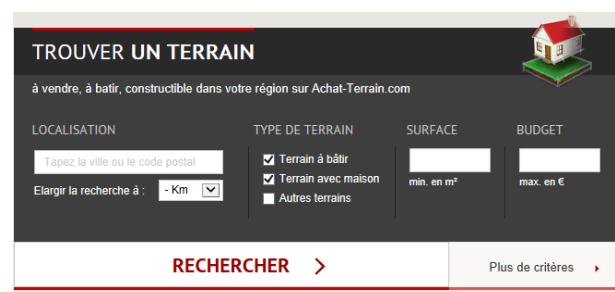 TROUVER UN TERRAIN
à vendre, à batir, constructible dans votre région sur Achat-Terrain.com
LOCALISATION
Tapez la ville ou le code postal
Elargir la recherche à :
- Km
TYPE DE TERRAIN
Terrain à bâtir
Terrain avec maison
Autres terrains
SURFACE
min. en m²
BUDGET
max. en €
RECHERCHER
Plus de critères